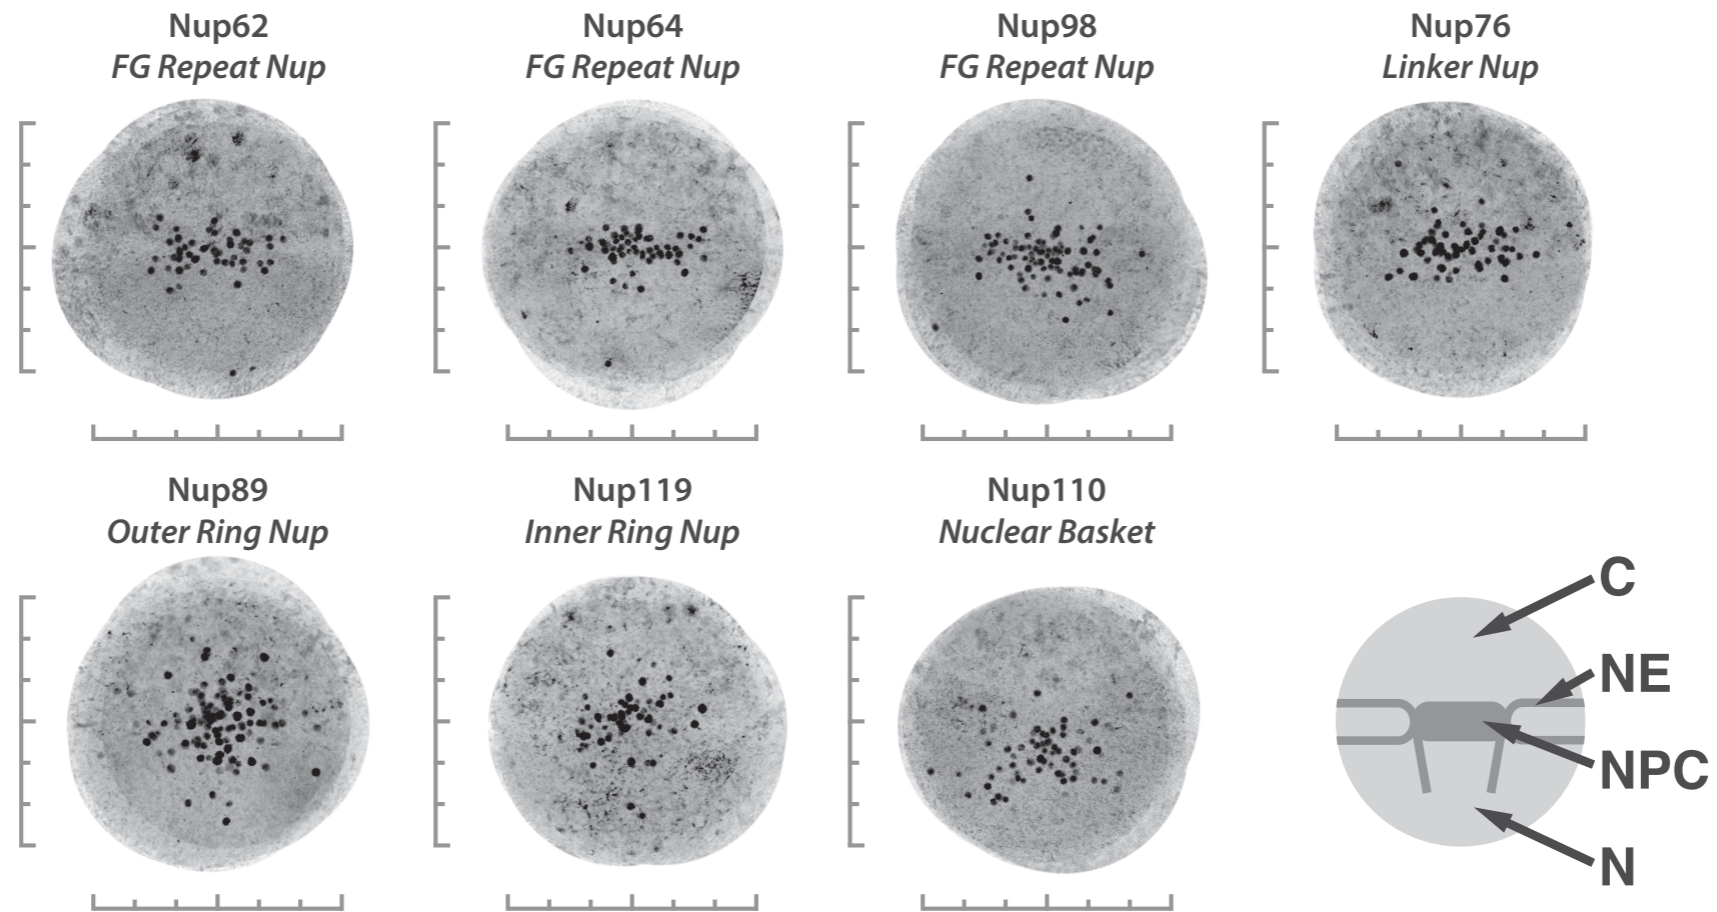 Nup62
FG Repeat Nup
Nup64
FG Repeat Nup
Nup98
FG Repeat Nup
Nup76
Linker Nup
Nup89
Outer Ring Nup
Nup119
Inner Ring Nup
Nup110
Nuclear Basket
C
NE
NPC
N